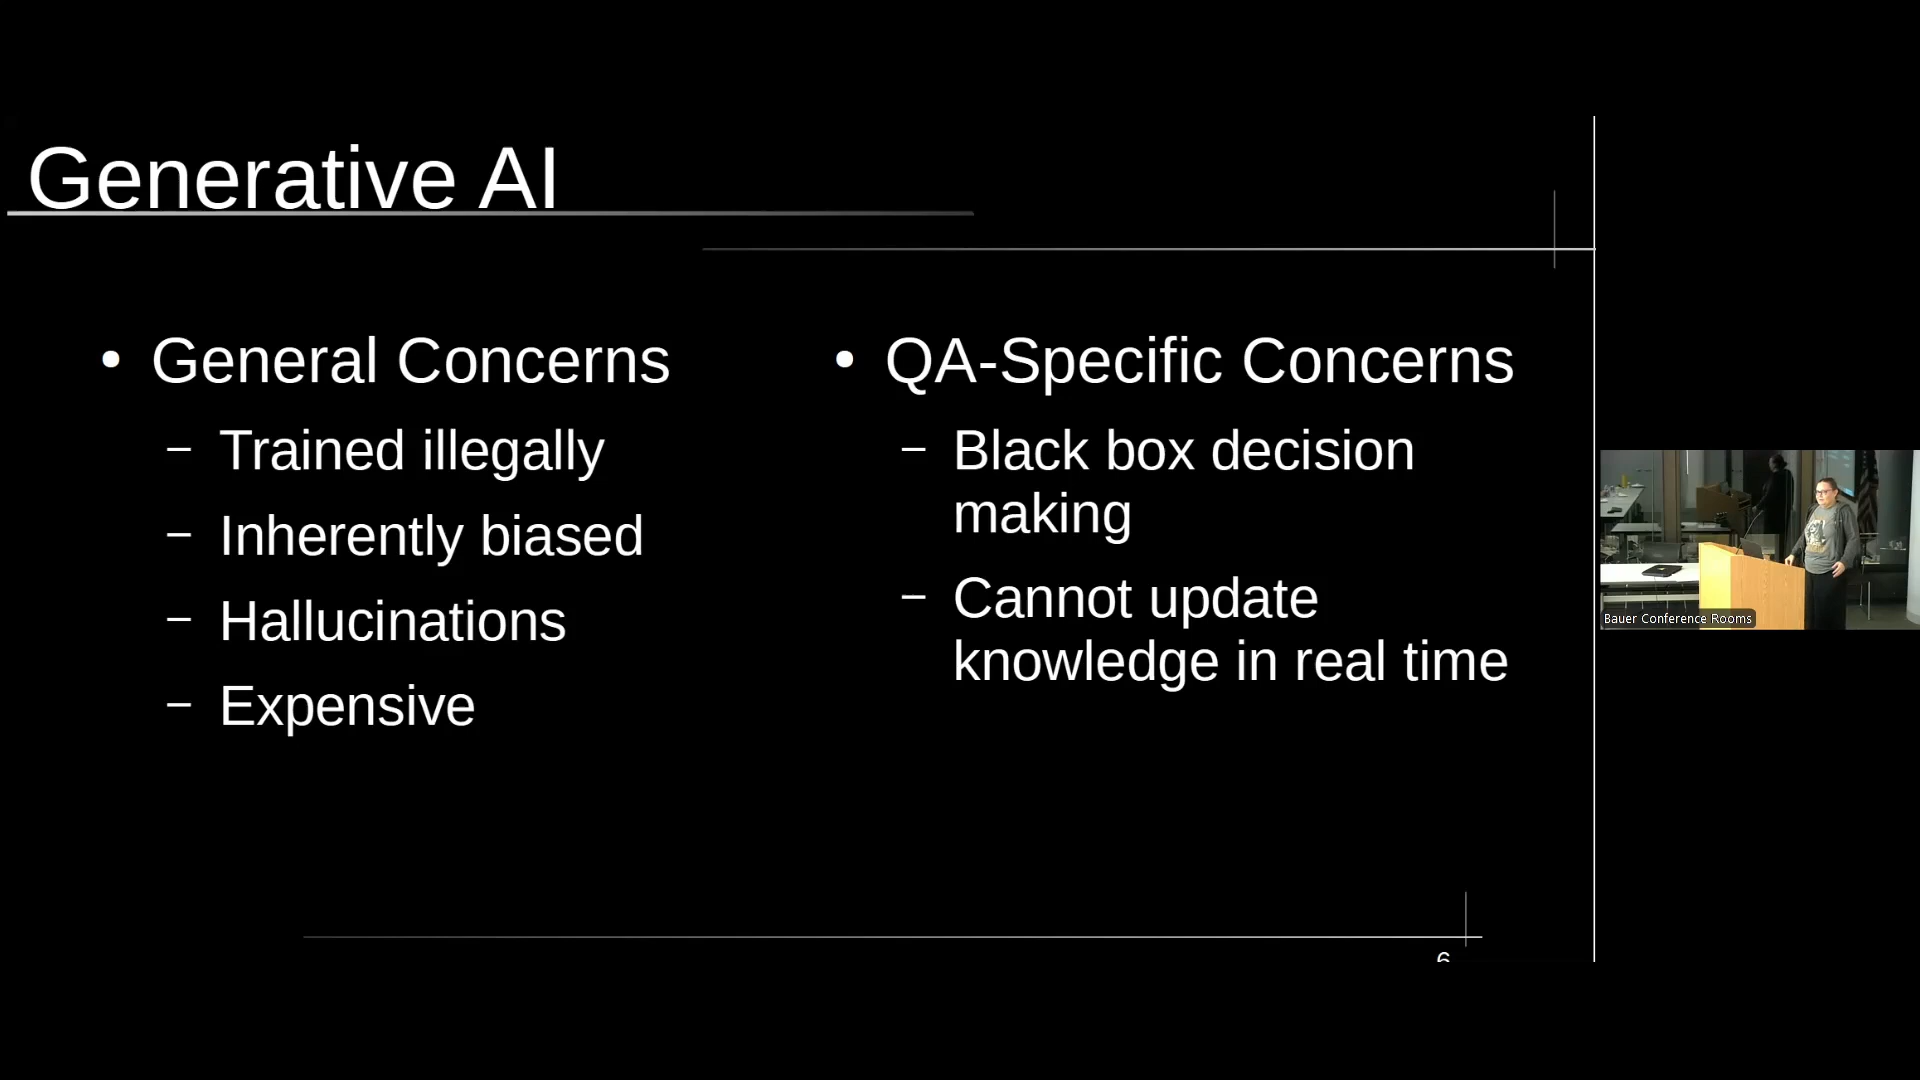 Generative AI
• General Concerns
– Trained illegally
– Inherently biased
– Hallucinations
– Expensive
• QA-Specific Concerns
– Black box decision
making
– Cannot update
knowledge in real time
6
Bauer Conference Rooms